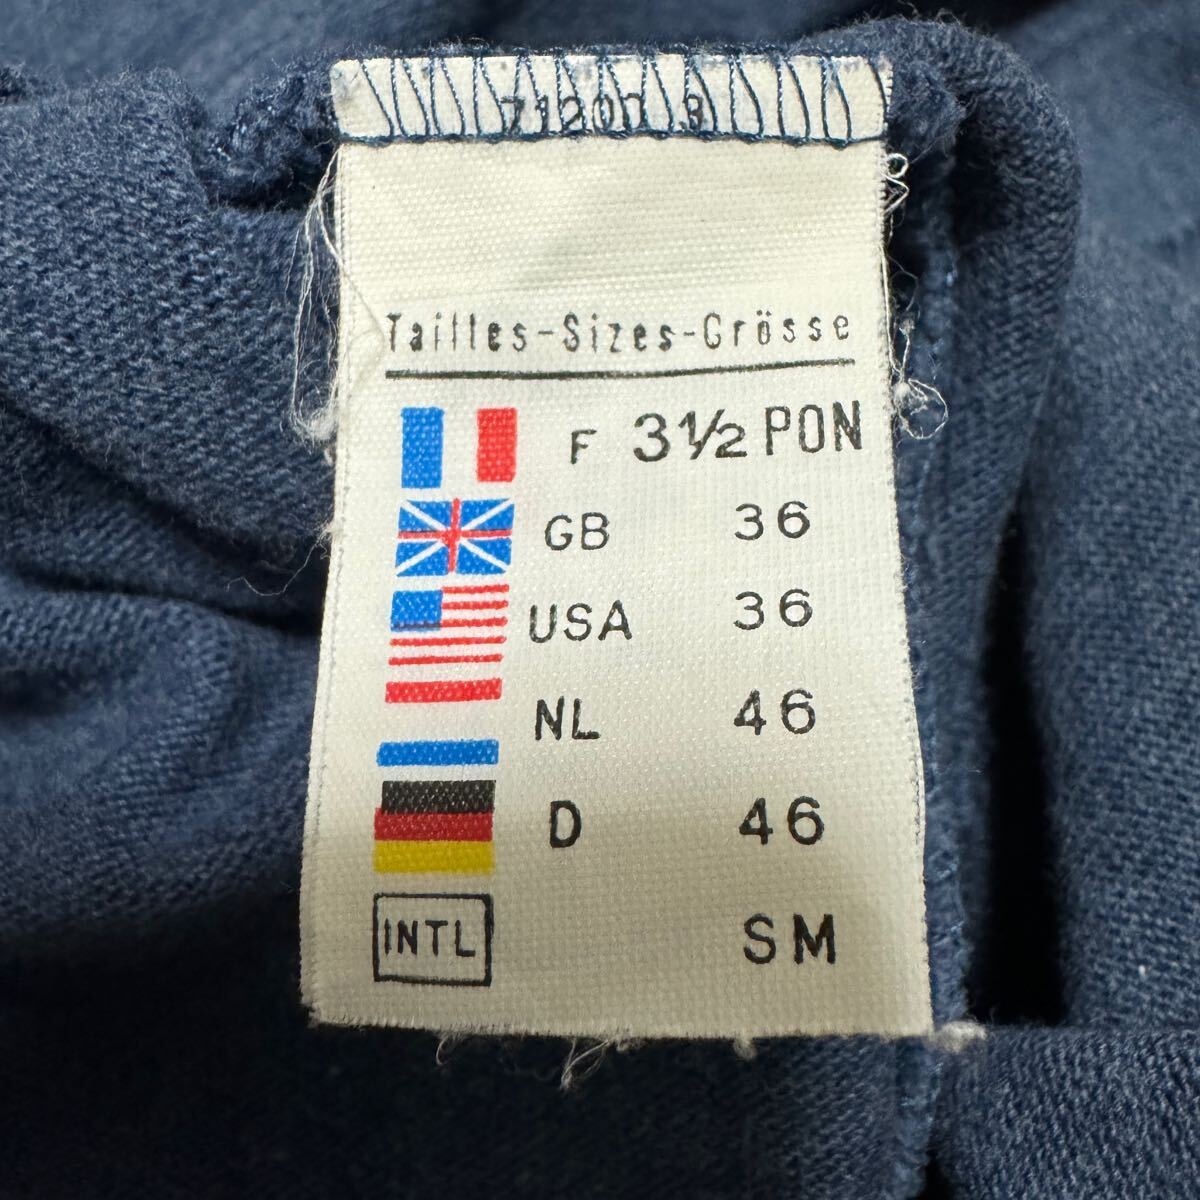 Tailles-Sizes-Grösse
F 3½ PON
GB 36
USA 36
NL 46
D 46
INTL SM